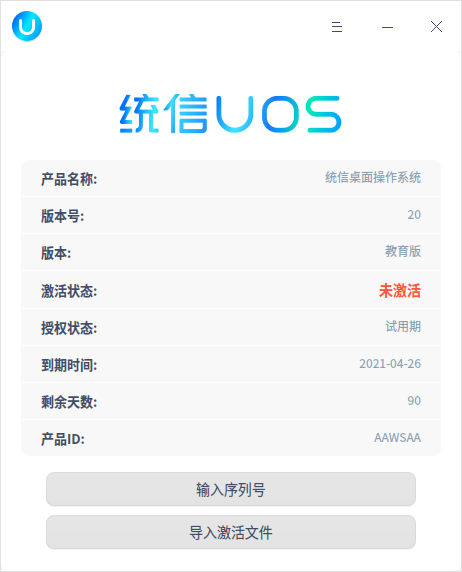 统信UOS
产品名称: 统信桌面操作系统
版本号: 20
版本: 教育版
激活状态: 未激活
授权状态: 试用期
到期时间: 2021-04-26
剩余天数: 90
产品ID: AAWSAA
输入序列号
导入激活文件